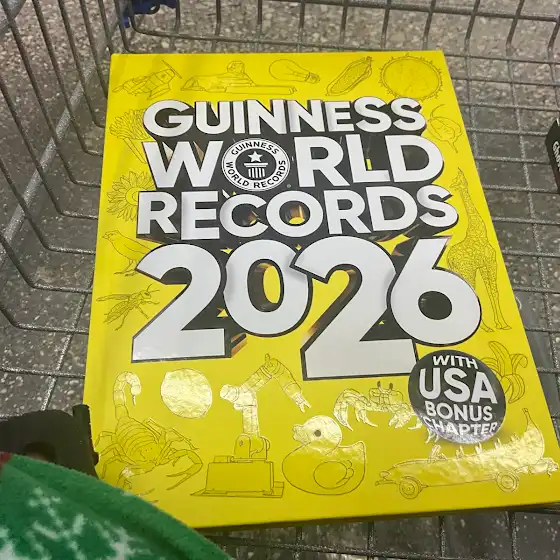 GUINNESS
WORLD
GUINNESS
WORLD RECORDS
RECORDS
2026
WITH
USA
BONUS
CHAPTER